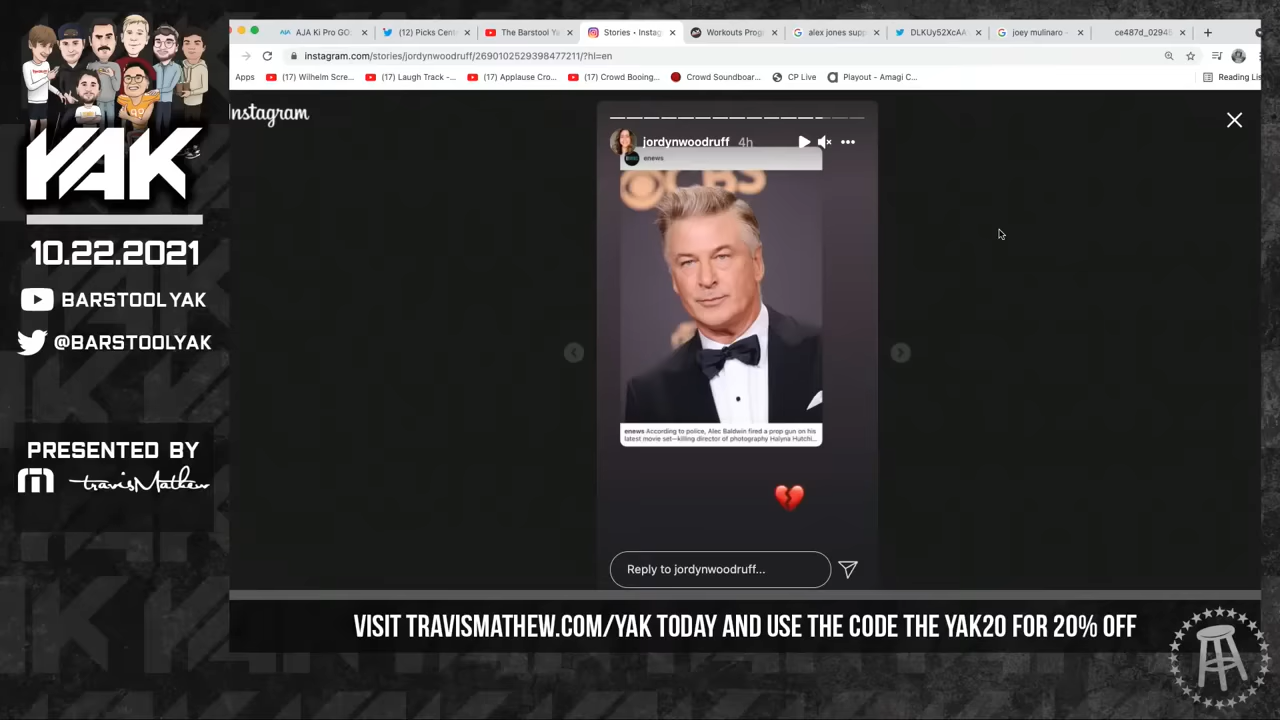 YAK
10.22.2021
BARSTOOLYAK
@BARSTOOLYAK
PRESENTED BY
travisMathew
AJA Ki Pro GO:
(12) Picks Cent
The Barstool Y
Stories • Instag
Workouts Prog
alex jones supp
DLKUy52XcAA
joey mulinaro -
ce487d_0294
instagram.com/stories/jordynwoodruff/2690102529398477211/?hl=en
Apps
(17) Wilhelm Scre...
(17) Laugh Track -...
(17) Applause Cro...
(17) Crowd Booing...
Crowd Soundboar...
CP Live
Playout - Amagi C...
Reading Lis
nstagram
jordynwoodruff 4h
enews
CBS
enews According to police, Alec Baldwin fired a prop gun on his
latest movie set—killing director of photography Halyna Hutchi...
Reply to jordynwoodruff...
VISIT TRAVISMATHEW.COM/YAK TODAY AND USE THE CODE THE YAK20 FOR 20% OFF